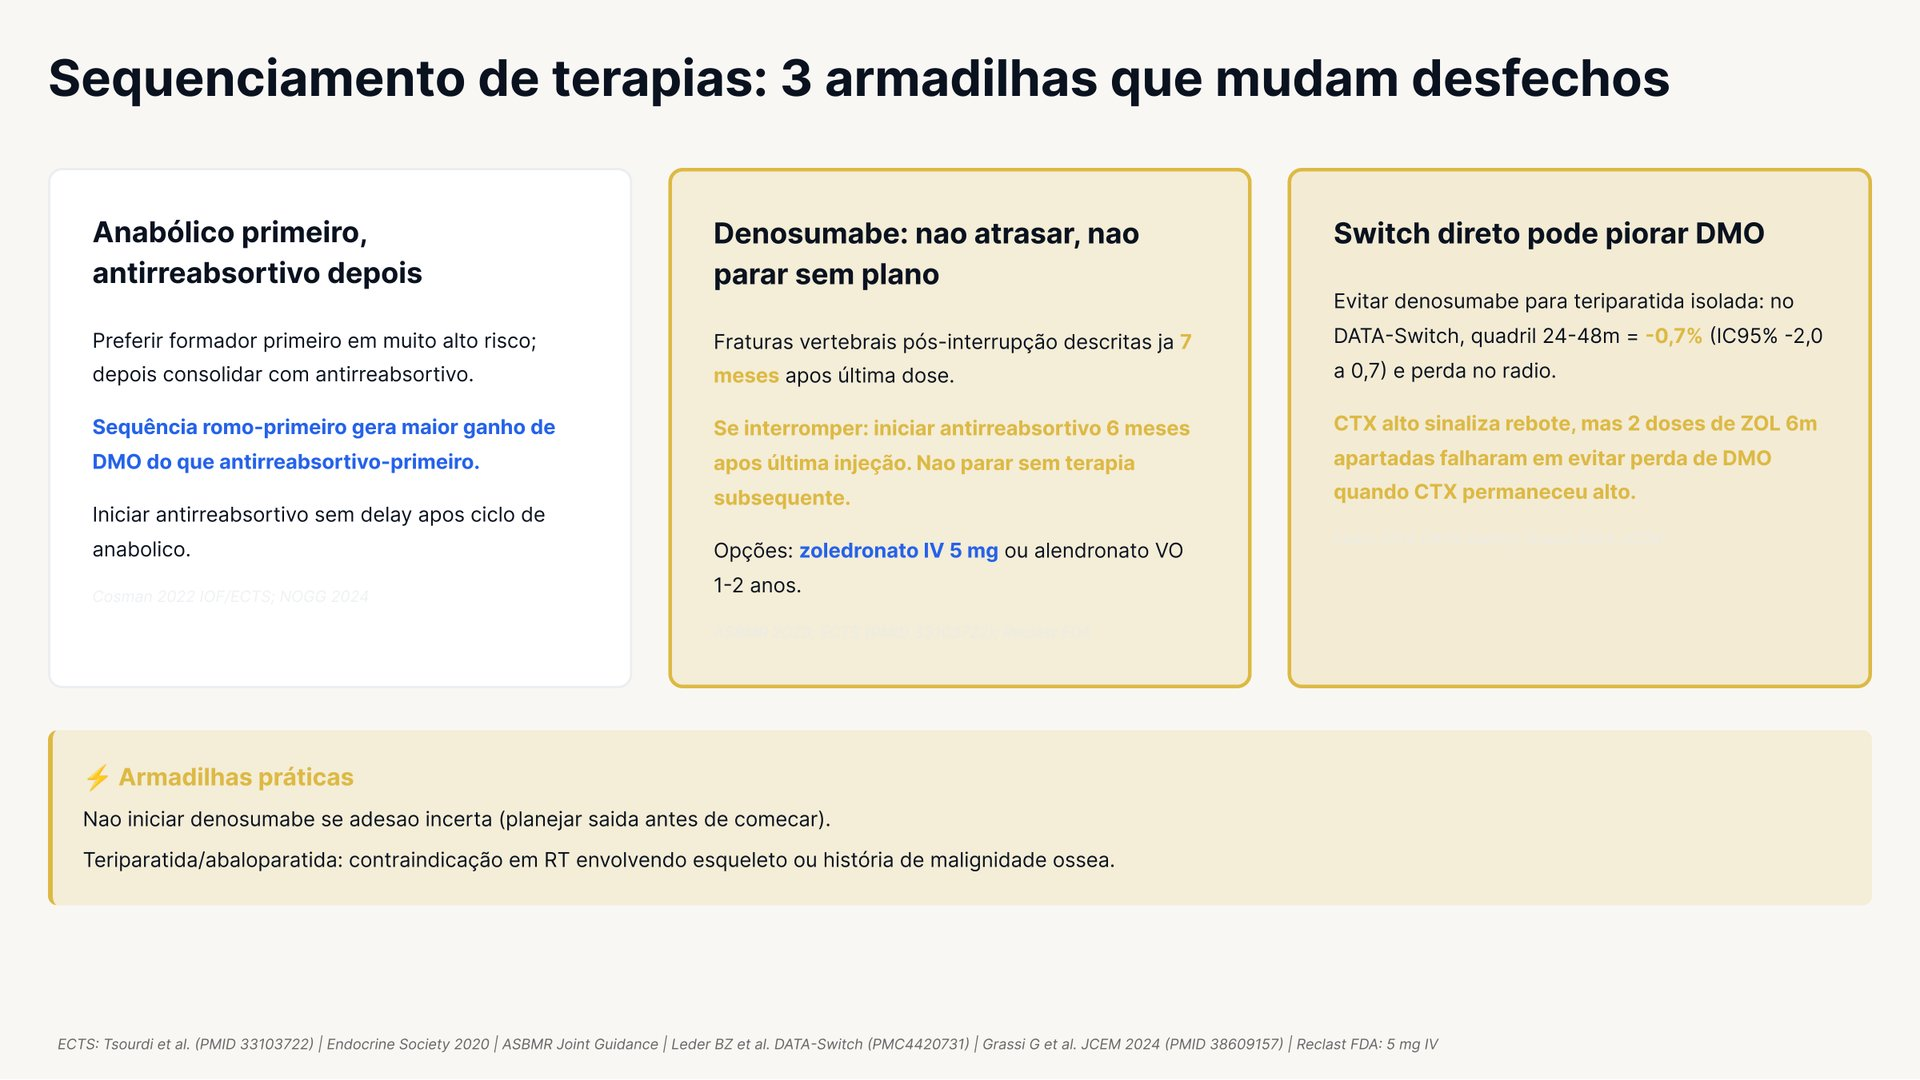 Sequenciamento de terapias: 3 armadilhas que mudam desfechos
Anabólico primeiro,
antirreabsortivo depois
Preferir formador primeiro em muito alto risco;
depois consolidar com antirreabsortivo.
Sequência romo-primeiro gera maior ganho de
DMO do que antirreabsortivo-primeiro.
Iniciar antirreabsortivo sem delay apos ciclo de
anabolico.
Cosman 2022 IOF/ECTS; NOGG 2024
Denosumabe: nao atrasar, nao
parar sem plano
Fraturas vertebrais pós-interrupção descritas ja 7
meses apos última dose.
Se interromper: iniciar antirreabsortivo 6 meses
apos última injeção. Nao parar sem terapia
subsequente.
Opções: zoledronato IV 5 mg ou alendronato VO
1-2 anos.
Switch direto pode piorar DMO
Evitar denosumabe para teriparatida isolada: no
DATA-Switch, quadril 24-48m = -0,7% (IC95% -2,0
a 0,7) e perda no radio.
CTX alto sinaliza rebote, mas 2 doses de ZOL 6m
apartadas falharam em evitar perda de DMO
quando CTX permaneceu alto.
⚡ Armadilhas práticas
Nao iniciar denosumabe se adesao incerta (planejar saida antes de comecar).
Teriparatida/abaloparatida: contraindicação em RT envolvendo esqueleto ou história de malignidade ossea.
ECTS: Tsourdi et al. (PMID 33103722) | Endocrine Society 2020 | ASBMR Joint Guidance | Leder BZ et al. DATA-Switch (PMC4420731) | Grassi G et al. JCEM 2024 (PMID 38609157) | Reclast FDA: 5 mg IV